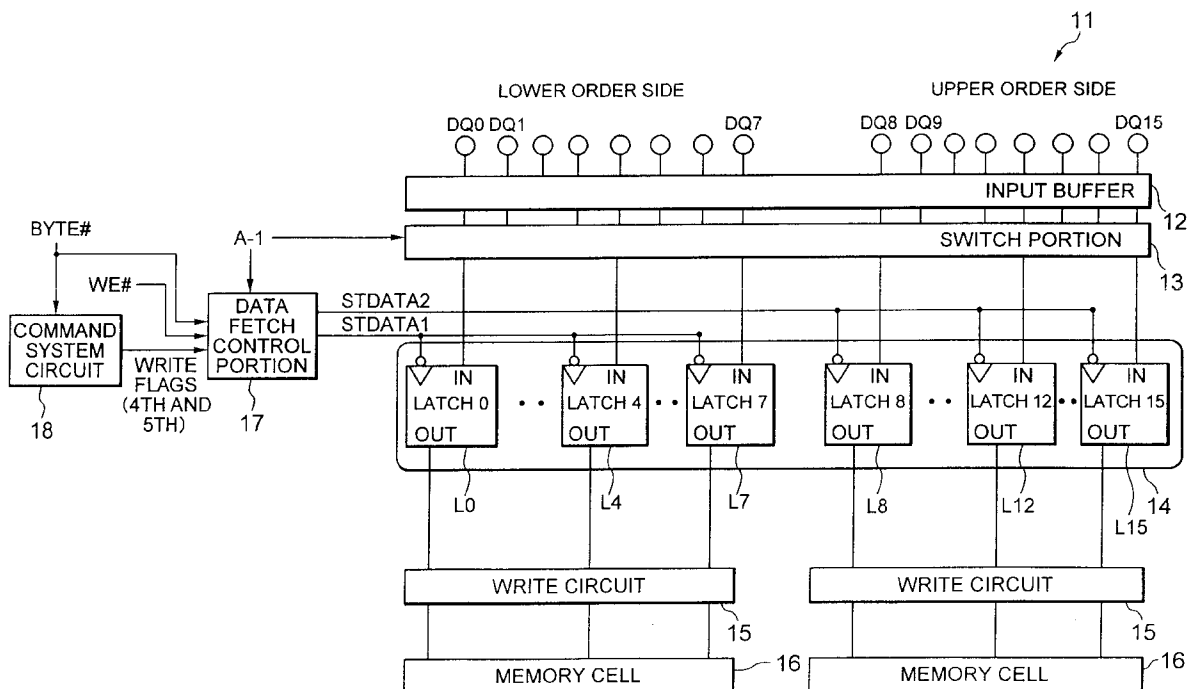 11
LOWER ORDER SIDE
UPPER ORDER SIDE
DQ0 DQ1 DQ7 DQ8 DQ9 DQ15
INPUT BUFFER
12
BYTE#
A-1
SWITCH PORTION
13
WE#
DATA
FETCH
CONTROL
PORTION
17
STDATA2
STDATA1
COMMAND
SYSTEM
CIRCUIT
18
WRITE
FLAGS
(4TH AND
5TH)
IN IN IN IN IN IN
LATCH 0 · · LATCH 4 · · LATCH 7 LATCH 8 · · LATCH 12 · · LATCH 15
OUT OUT OUT OUT OUT OUT
L0 L4 L7 L8 L12 L15 14
WRITE CIRCUIT WRITE CIRCUIT
15 15
MEMORY CELL 16 MEMORY CELL 16